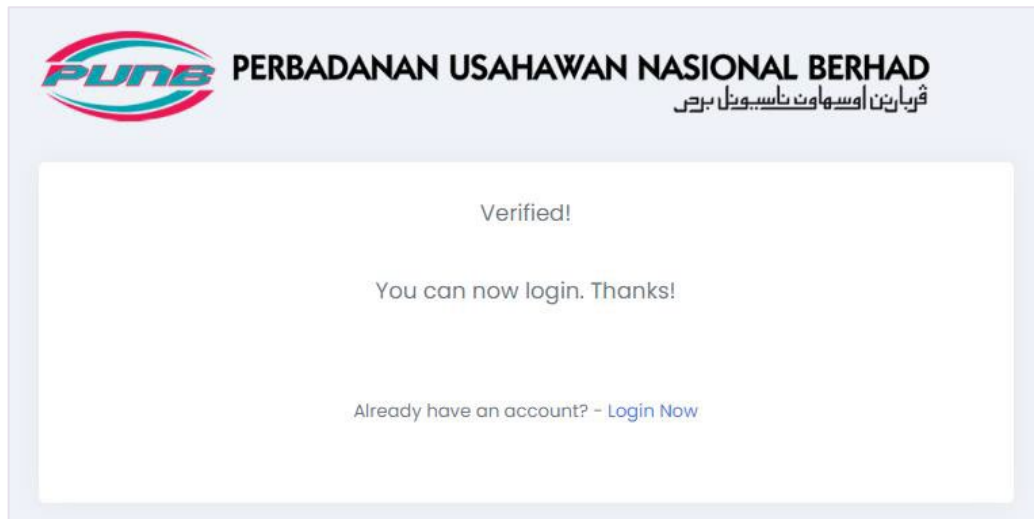 PUNB PERBADANAN USAHAWAN NASIONAL BERHAD
ڤربادنن اوسهاون ناسيونل برحد
Verified!
You can now login. Thanks!
Already have an account? - Login Now